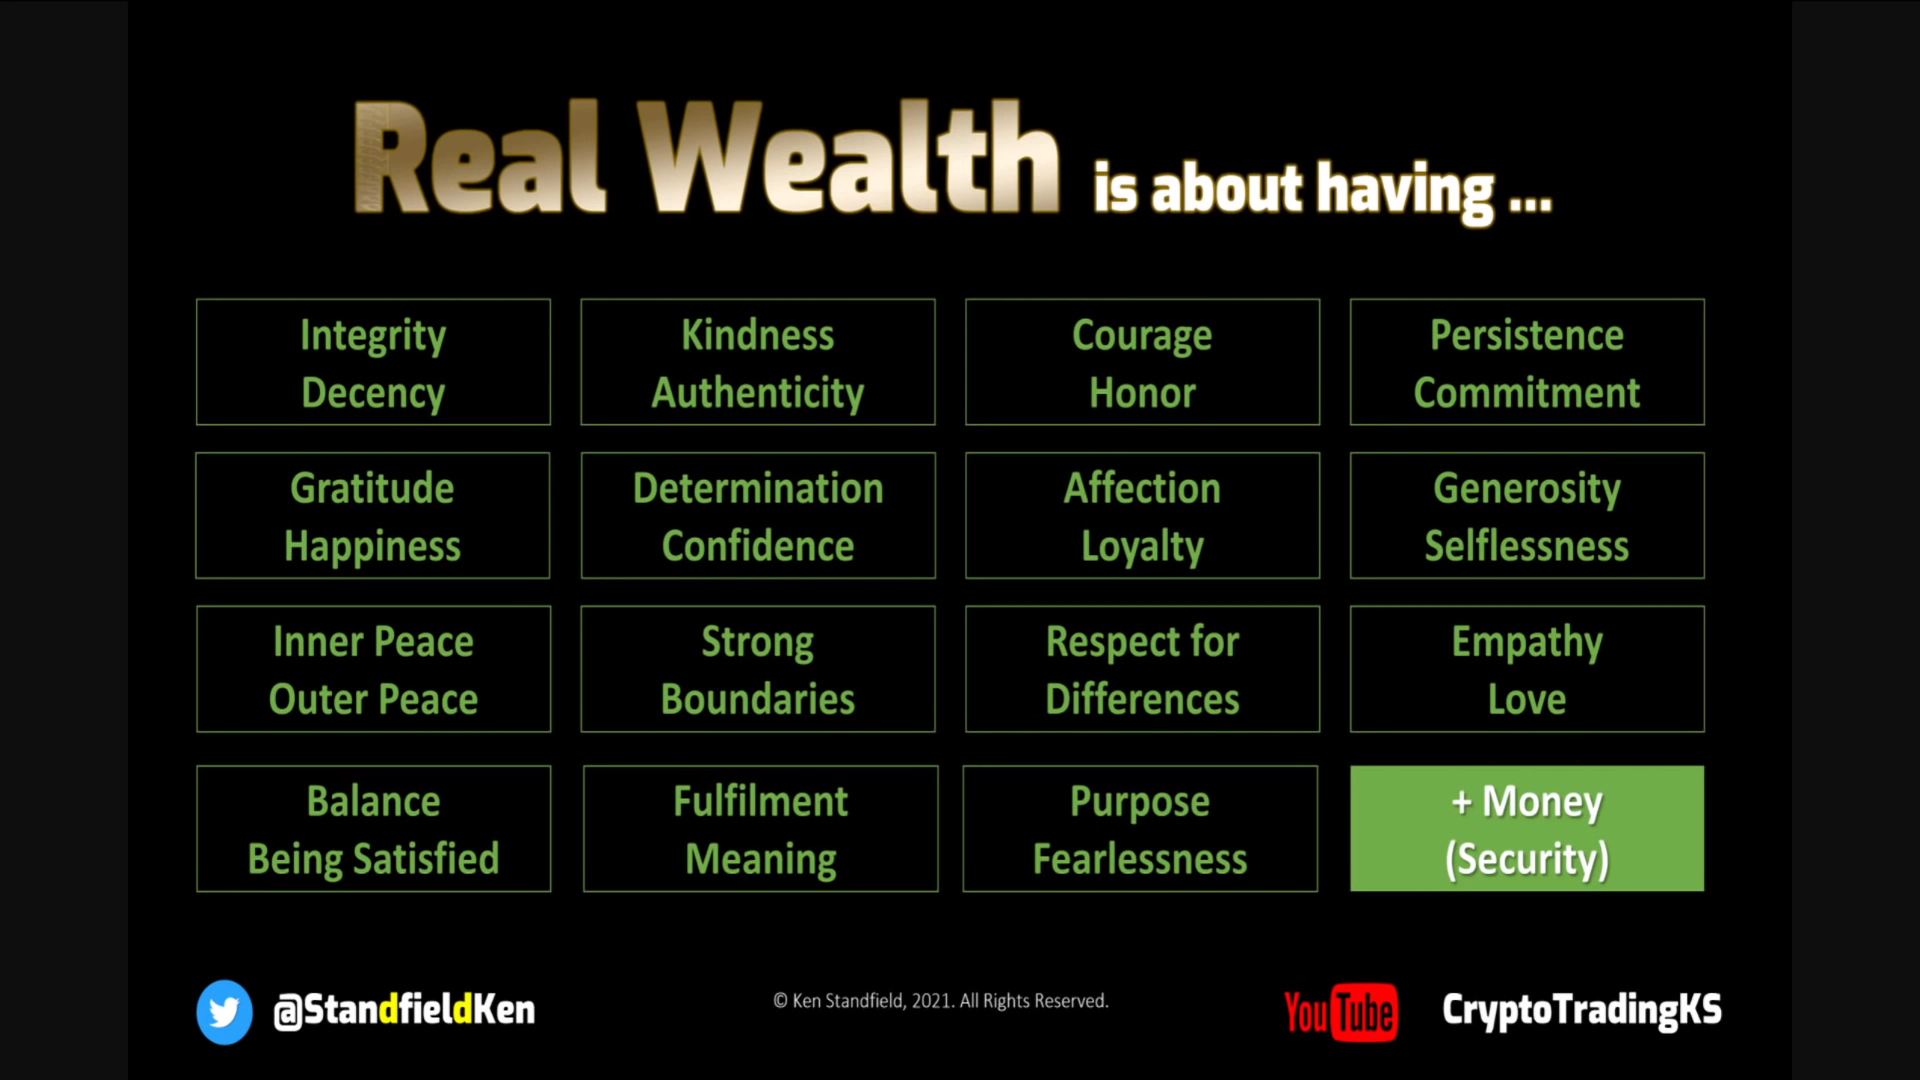 Real Wealth is about having ...
Integrity
Decency
Kindness
Authenticity
Courage
Honor
Persistence
Commitment
Gratitude
Happiness
Determination
Confidence
Affection
Loyalty
Generosity
Selflessness
Inner Peace
Outer Peace
Strong
Boundaries
Respect for
Differences
Empathy
Love
Balance
Being Satisfied
Fulfilment
Meaning
Purpose
Fearlessness
+ Money
(Security)
@StandfieldKen
© Ken Standfield, 2021. All Rights Reserved.
YouTube
CryptoTradingKS